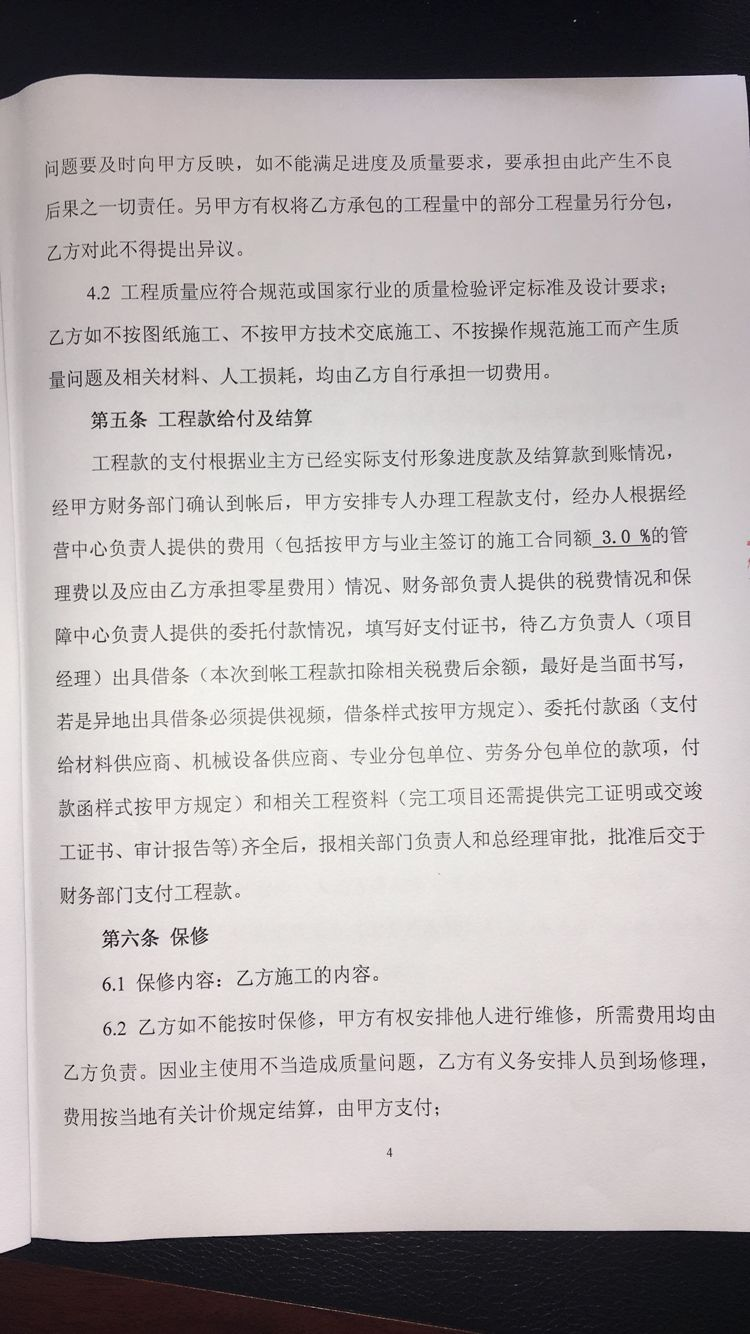 问题要及时向甲方反映，如不能满足进度及质量要求，要承担由此产生不良
后果之一切责任。另甲方有权将乙方承包的工程量中的部分工程量另行分包，
乙方对此不得提出异议。
4.2 工程质量应符合规范或国家行业的质量检验评定标准及设计要求；
乙方如不按图纸施工、不按甲方技术交底施工、不按操作规范施工而产生质
量问题及相关材料、人工损耗，均由乙方自行承担一切费用。
第五条 工程款给付及结算
工程款的支付根据业主方已经实际支付形象进度款及结算款到账情况，
经甲方财务部门确认到帐后，甲方安排专人办理工程款支付，经办人根据经
营中心负责人提供的费用（包括按甲方与业主签订的施工合同额 3.0 %的管
理费以及应由乙方承担零星费用）情况、财务部负责人提供的税费情况和保
障中心负责人提供的委托付款情况，填写好支付证书，待乙方负责人（项目
经理）出具借条（本次到帐工程款扣除相关税费后余额，最好是当面书写，
若是异地出具借条必须提供视频，借条样式按甲方规定）、委托付款函（支付
给材料供应商、机械设备供应商、专业分包单位、劳务分包单位的款项，付
款函样式按甲方规定）和相关工程资料（完工项目还需提供完工证明或交竣
工证书、审计报告等)齐全后，报相关部门负责人和总经理审批，批准后交于
财务部门支付工程款。
第六条 保修
6.1 保修内容：乙方施工的内容。
6.2 乙方如不能按时保修，甲方有权安排他人进行维修，所需费用均由
乙方负责。因业主使用不当造成质量问题，乙方有义务安排人员到场修理，
费用按当地有关计价规定结算，由甲方支付；
4